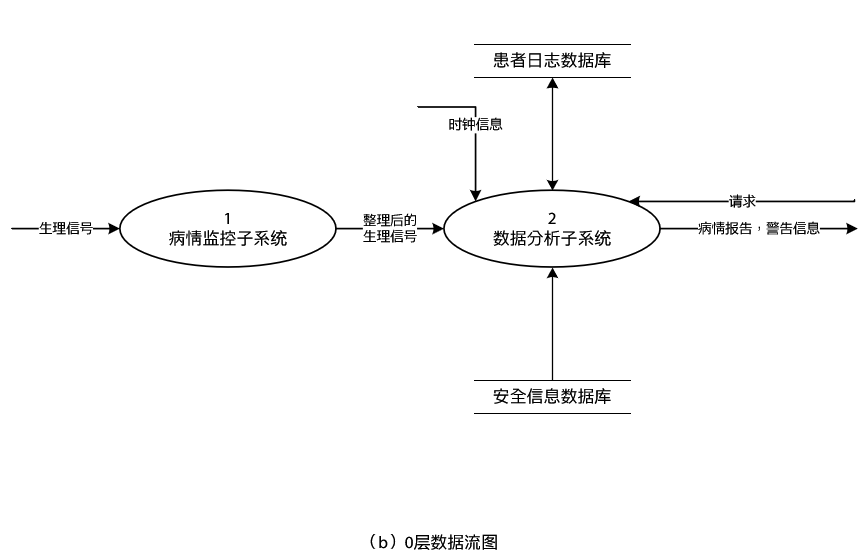 患者日志数据库
时钟信息
请求
生理信号
1
病情监控子系统
整理后的
生理信号
2
数据分析子系统
病情报告，警告信息
安全信息数据库
（b）0层数据流图